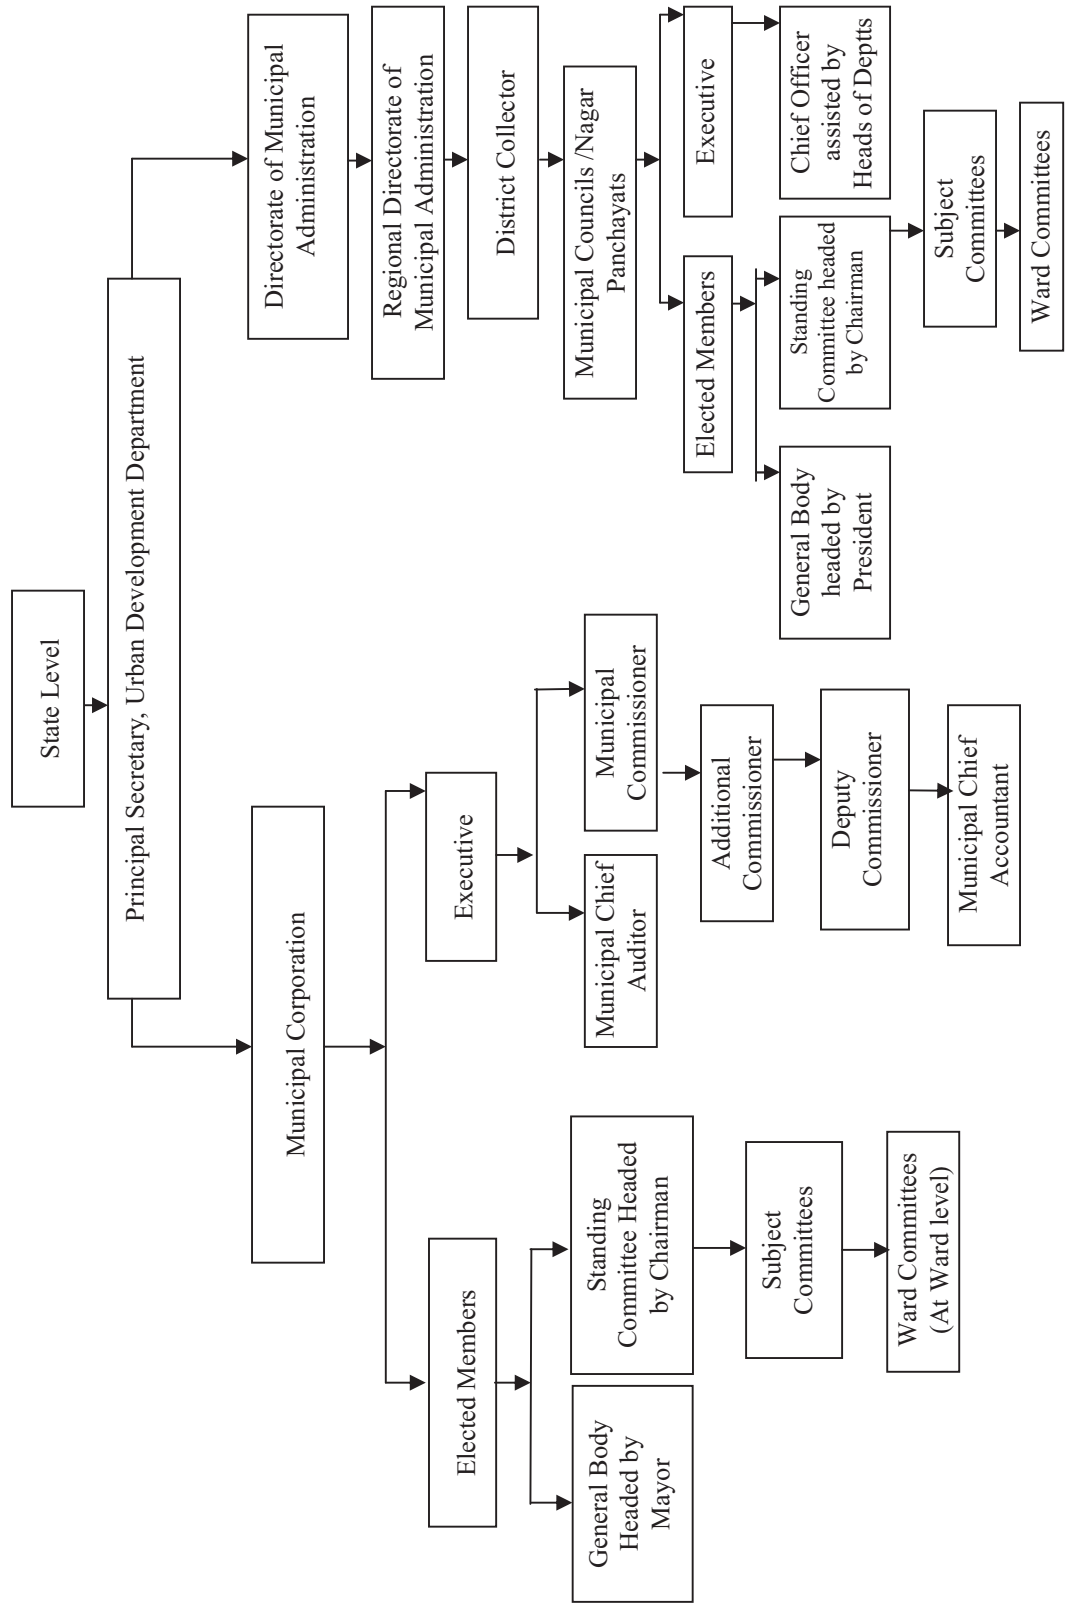 State Level
Principal Secretary, Urban Development Department
Municipal Corporation
Directorate of Municipal
Administration
Regional Directorate of
Municipal Administration
District Collector
Municipal Councils /Nagar
Panchayats
Elected Members
Executive
Elected Members
Executive
General Body
Headed by
Mayor
Standing
Committee Headed
by Chairman
Municipal Chief
Auditor
Municipal
Commissioner
General Body
headed by
President
Standing
Committee headed
by Chairman
Chief Officer
assisted by
Heads of Deptts
Subject
Committees
Additional
Commissioner
Subject
Committees
Deputy
Commissioner
Ward Committees
(At Ward level)
Municipal Chief
Accountant
Ward Committees